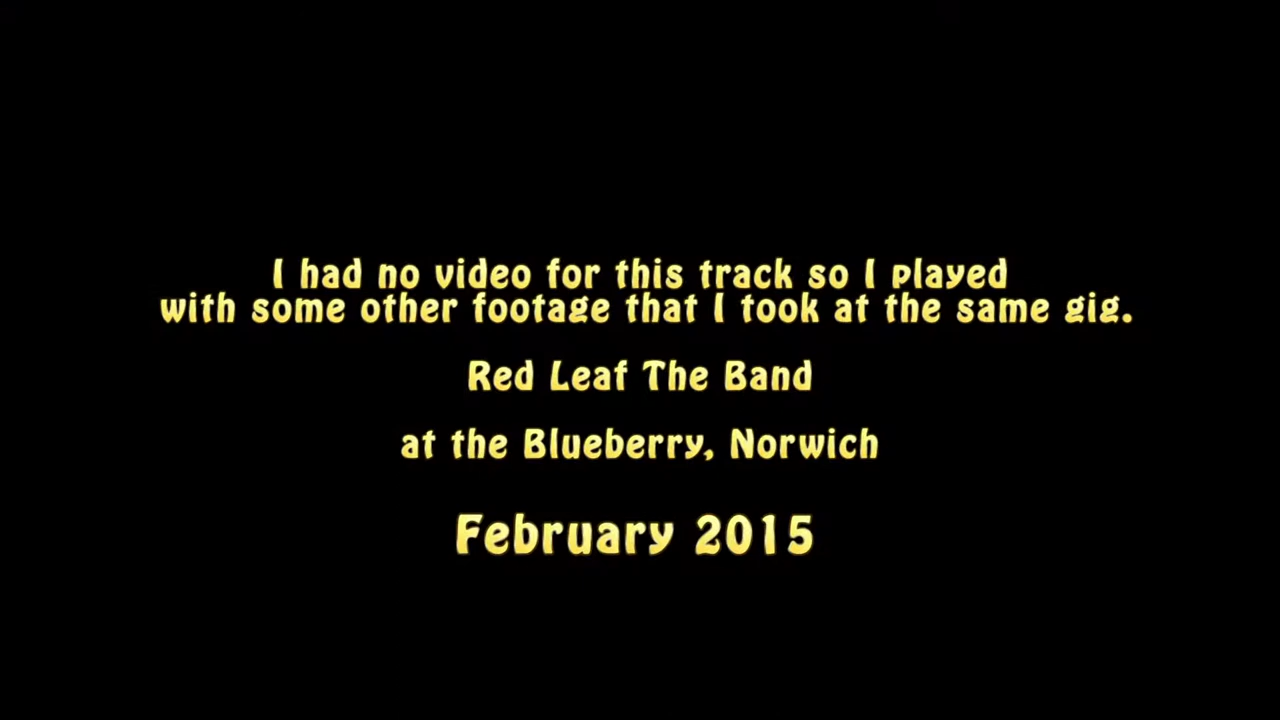 I had no video for this track so I played
with some other footage that I took at the same gig.
Red Leaf The Band
at the Blueberry, Norwich
February 2015